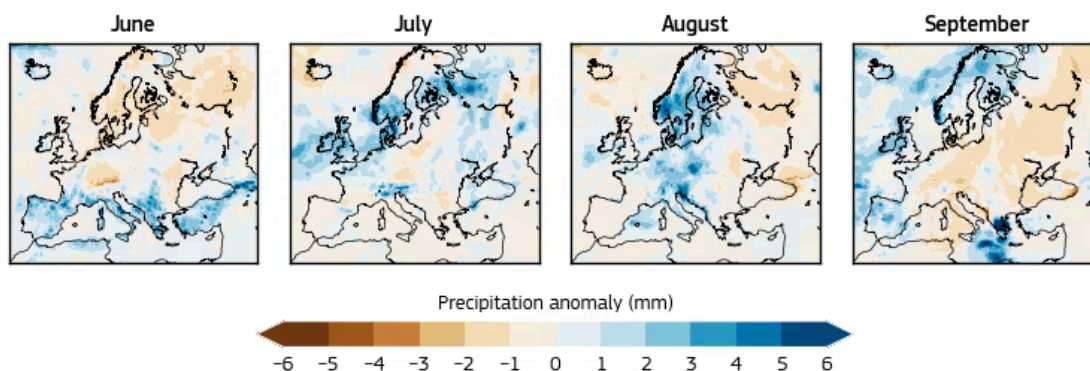 June July August September
Precipitation anomaly (mm)
−6 −5 −4 −3 −2 −1 0 1 2 3 4 5 6